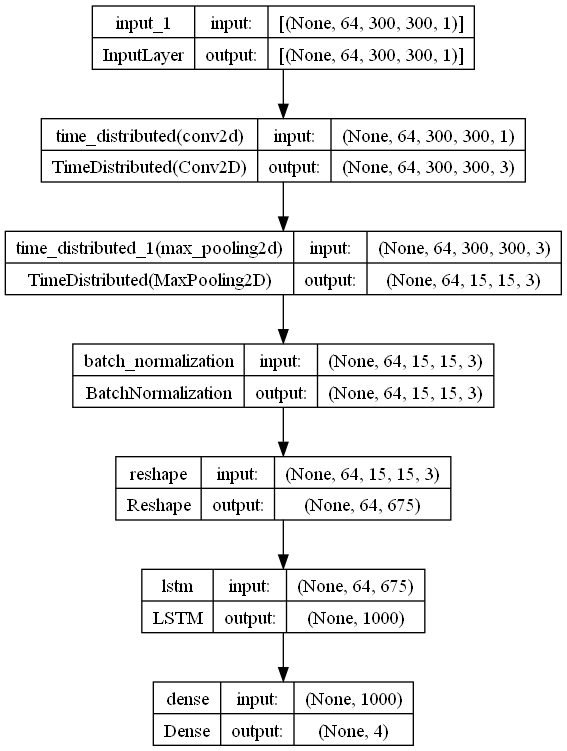 input_1 input: [(None, 64, 300, 300, 1)]
InputLayer output: [(None, 64, 300, 300, 1)]
time_distributed(conv2d) input: (None, 64, 300, 300, 1)
TimeDistributed(Conv2D) output: (None, 64, 300, 300, 3)
time_distributed_1(max_pooling2d) input: (None, 64, 300, 300, 3)
TimeDistributed(MaxPooling2D) output: (None, 64, 15, 15, 3)
batch_normalization input: (None, 64, 15, 15, 3)
BatchNormalization output: (None, 64, 15, 15, 3)
reshape input: (None, 64, 15, 15, 3)
Reshape output: (None, 64, 675)
lstm input: (None, 64, 675)
LSTM output: (None, 1000)
dense input: (None, 1000)
Dense output: (None, 4)